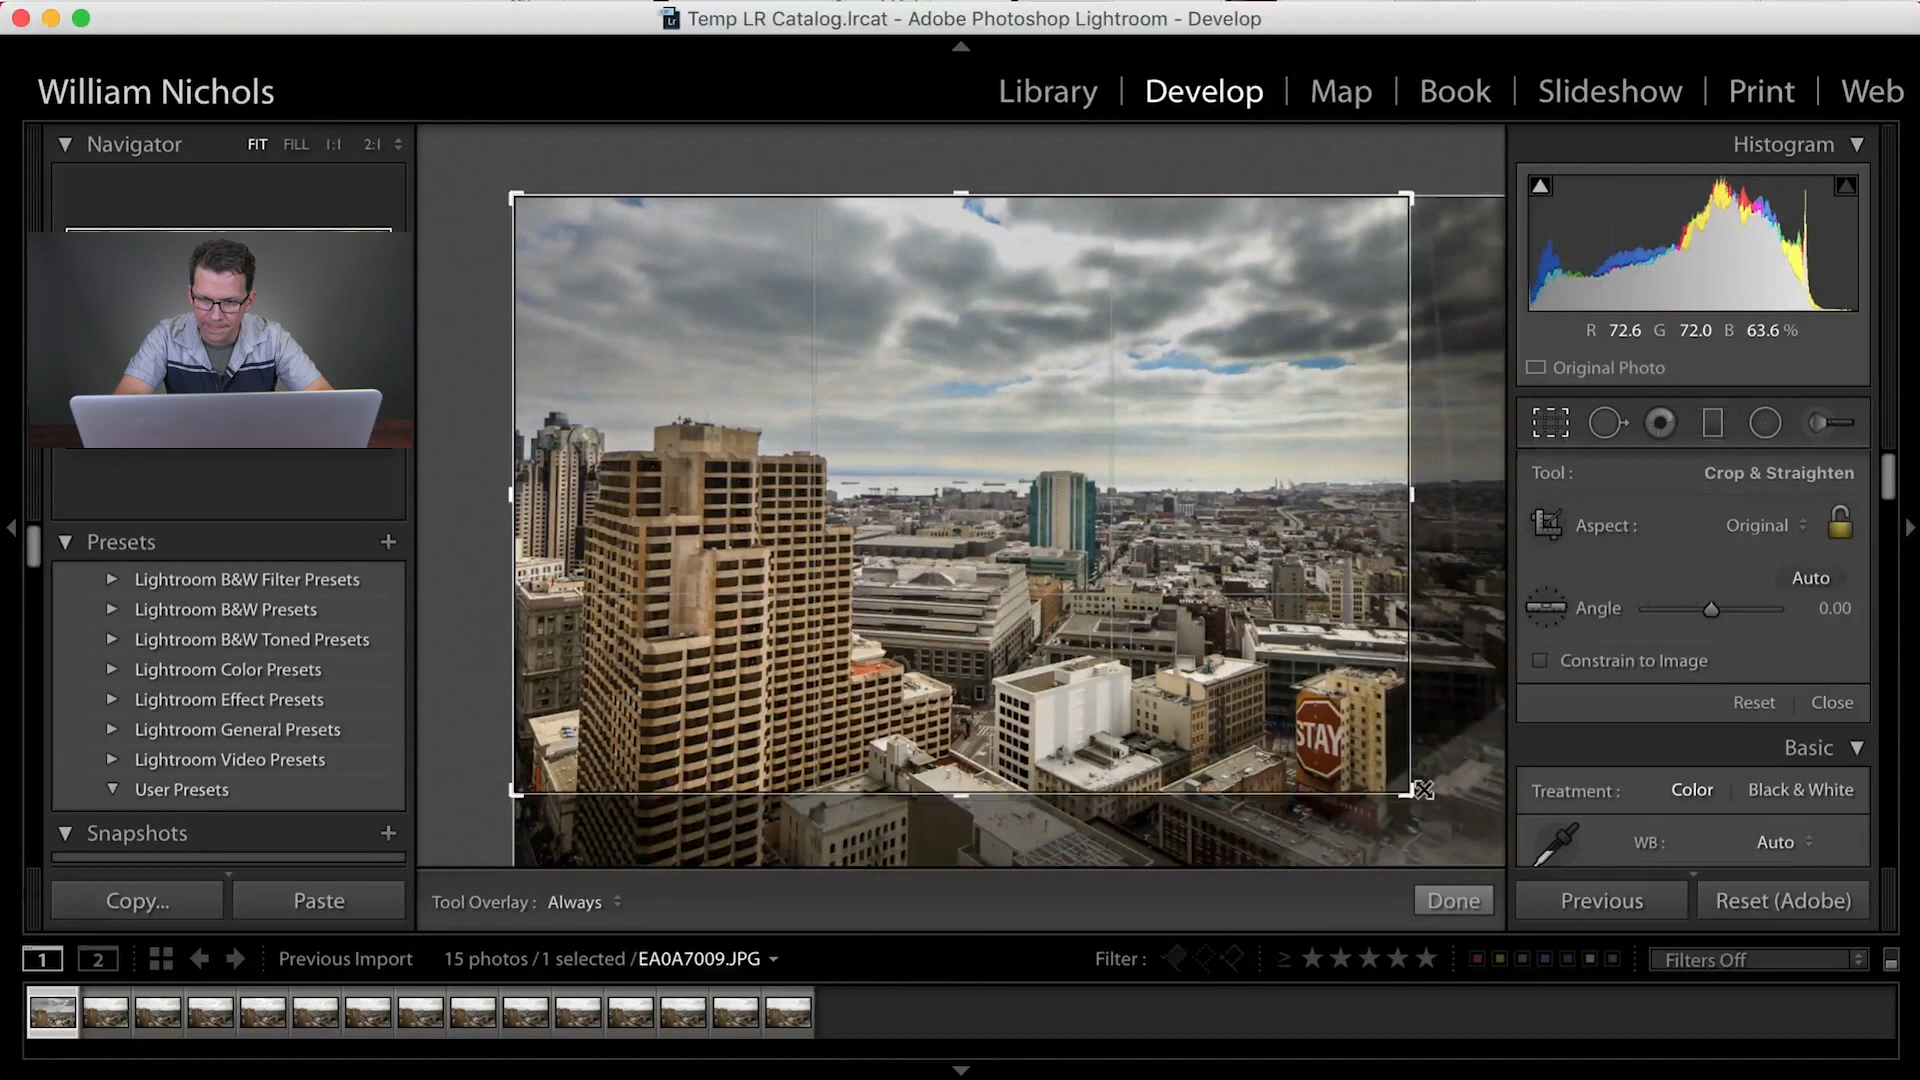 Temp LR Catalog.lrcat - Adobe Photoshop Lightroom - Develop
William Nichols
Library | Develop | Map | Book | Slideshow | Print | Web
Navigator FIT FILL 1:1 2:1
Histogram
R 72.6 G 72.0 B 63.6 %
Original Photo
Tool : Crop & Straighten
Aspect : Original
Auto
Angle 0.00
Constrain to Image
Reset Close
Basic
Treatment : Color Black & White
WB : Auto
Previous Reset (Adobe)
Presets +
Lightroom B&W Filter Presets
Lightroom B&W Presets
Lightroom B&W Toned Presets
Lightroom Color Presets
Lightroom Effect Presets
Lightroom General Presets
Lightroom Video Presets
User Presets
Snapshots +
Copy... Paste
STAY
Tool Overlay : Always Done
1 2 Previous Import 15 photos / 1 selected / EA0A7009.JPG Filter : ≥ ★★★★★ Filters Off